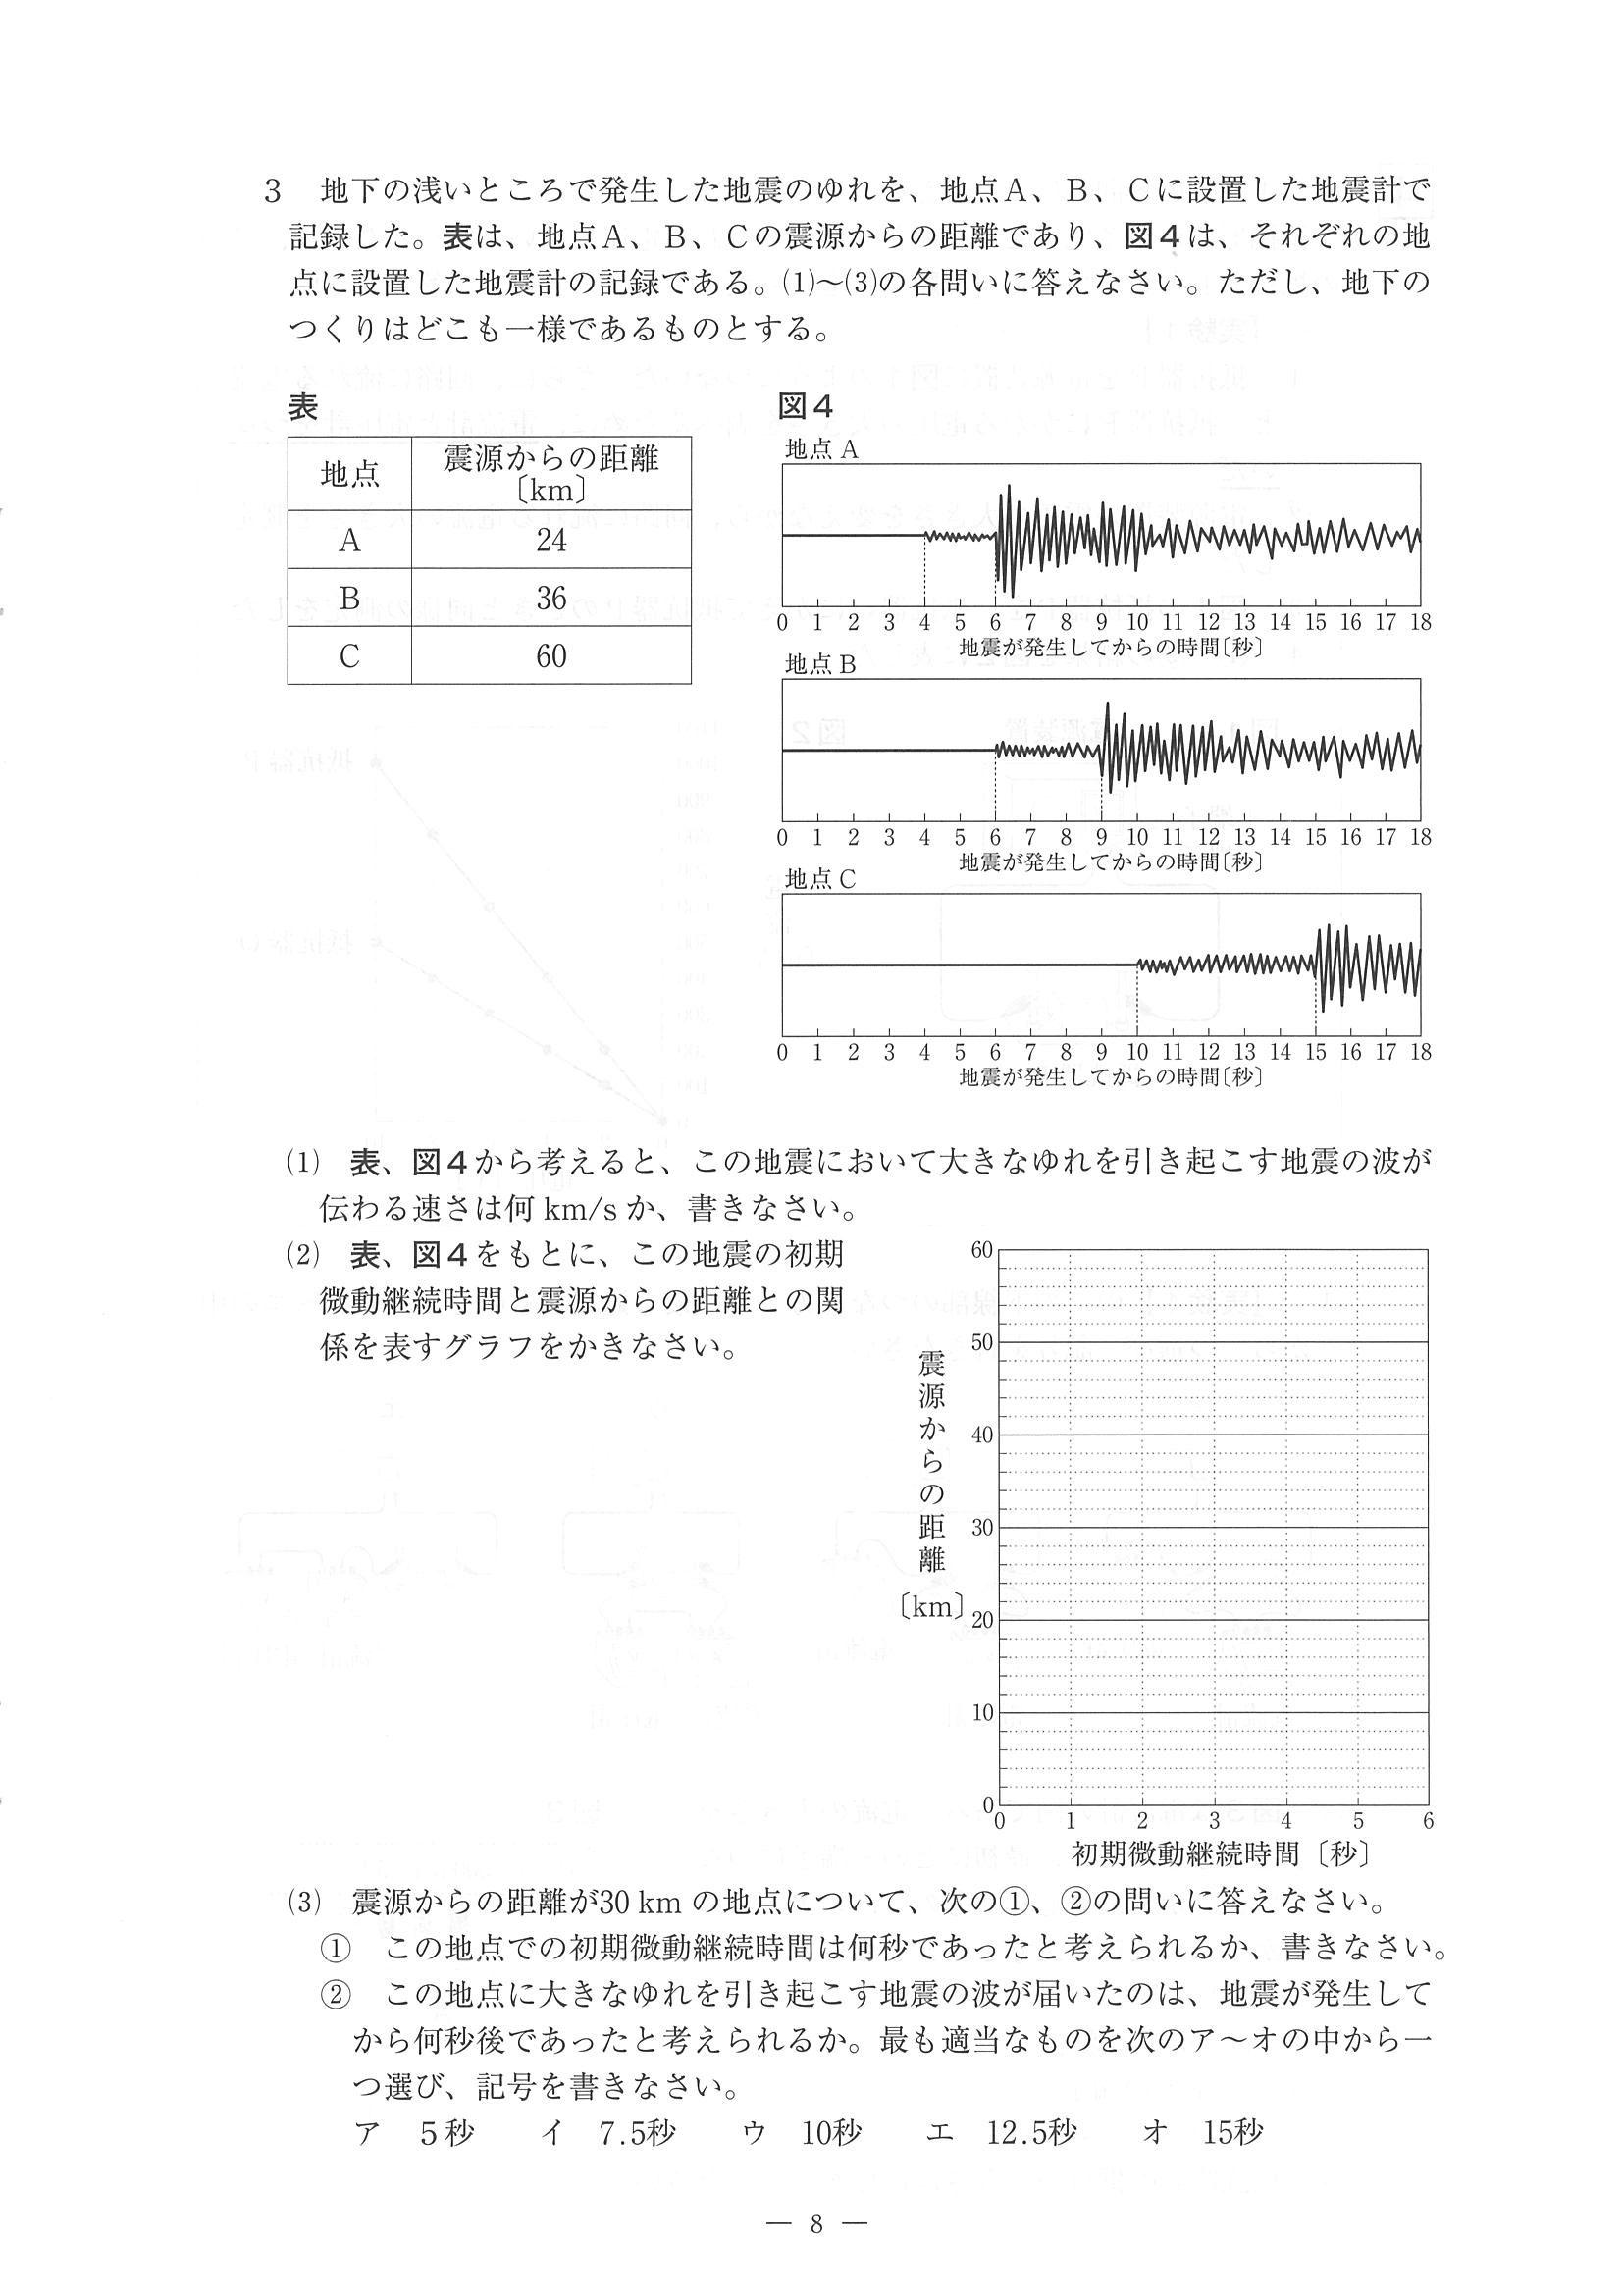 3　地下の浅いところで発生した地震のゆれを、地点A、B、Cに設置した地震計で
記録した。表は、地点A、B、Cの震源からの距離であり、図4は、それぞれの地
点に設置した地震計の記録である。⑴〜⑶の各問いに答えなさい。ただし、地下の
つくりはどこも一様であるものとする。
表
地点　震源からの距離〔km〕
A　24
B　36
C　60
図4
地点 A
0 1 2 3 4 5 6 7 8 9 10 11 12 13 14 15 16 17 18
地震が発生してからの時間〔秒〕
地点 B
0 1 2 3 4 5 6 7 8 9 10 11 12 13 14 15 16 17 18
地震が発生してからの時間〔秒〕
地点 C
0 1 2 3 4 5 6 7 8 9 10 11 12 13 14 15 16 17 18
地震が発生してからの時間〔秒〕
⑴　表、図4から考えると、この地震において大きなゆれを引き起こす地震の波が
伝わる速さは何 km/s か、書きなさい。
⑵　表、図4をもとに、この地震の初期
微動継続時間と震源からの距離との関
係を表すグラフをかきなさい。
震源からの距離
〔km〕
60
50
40
30
20
10
0
0 1 2 3 4 5 6
初期微動継続時間〔秒〕
⑶　震源からの距離が30 km の地点について、次の①、②の問いに答えなさい。
①　この地点での初期微動継続時間は何秒であったと考えられるか、書きなさい。
②　この地点に大きなゆれを引き起こす地震の波が届いたのは、地震が発生して
から何秒後であったと考えられるか。最も適当なものを次のア〜オの中から一
つ選び、記号を書きなさい。
ア　5秒　　イ　7.5秒　　ウ　10秒　　エ　12.5秒　　オ　15秒
― 8 ―